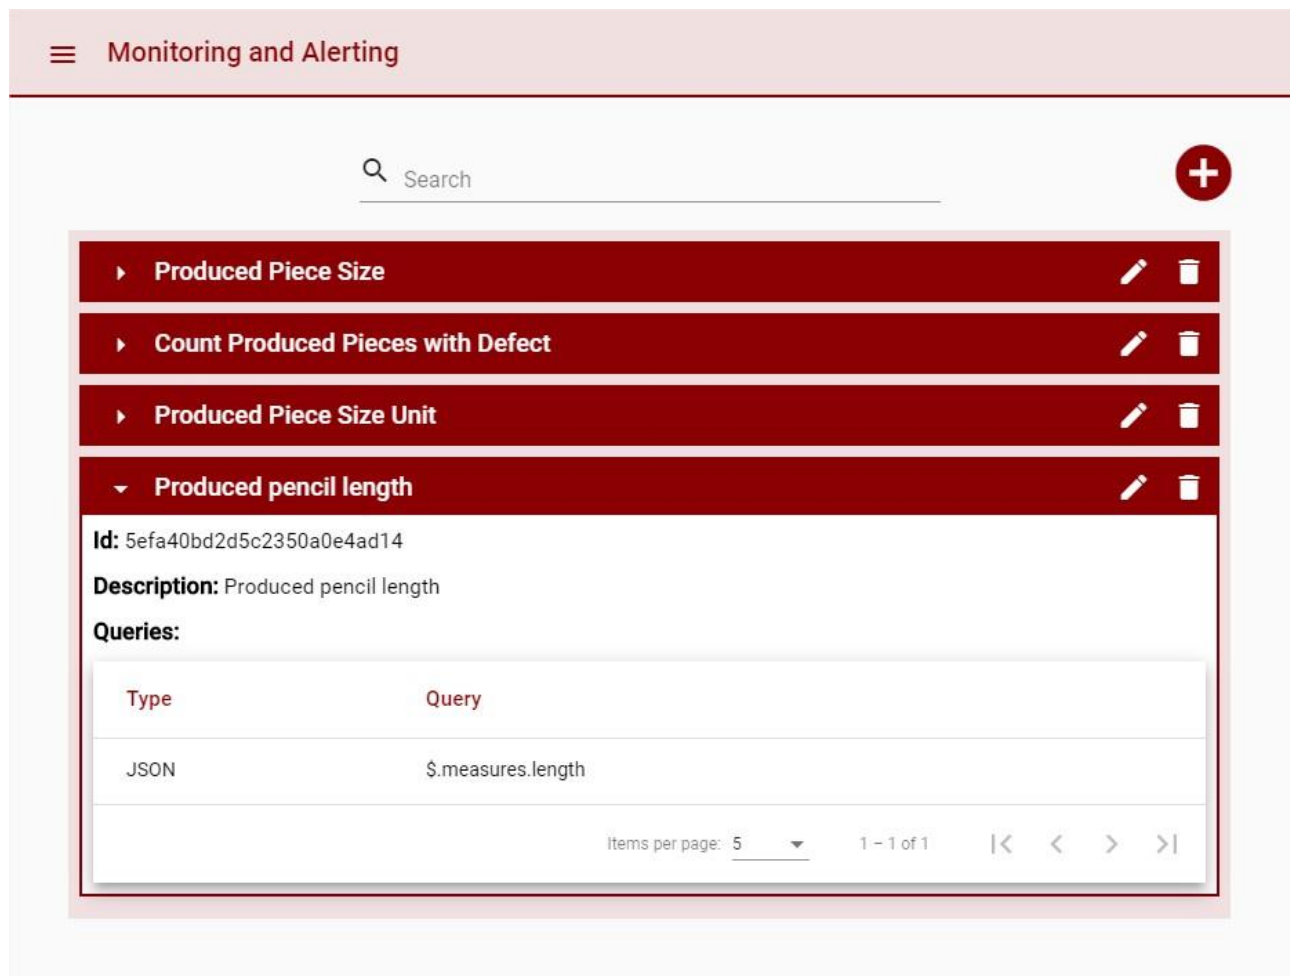 Monitoring and Alerting
Search
Produced Piece Size
Count Produced Pieces with Defect
Produced Piece Size Unit
Produced pencil length
Id: 5efa40bd2d5c2350a0e4ad14
Description: Produced pencil length
Queries:
Type Query
JSON $.measures.length
Items per page: 5 1 – 1 of 1